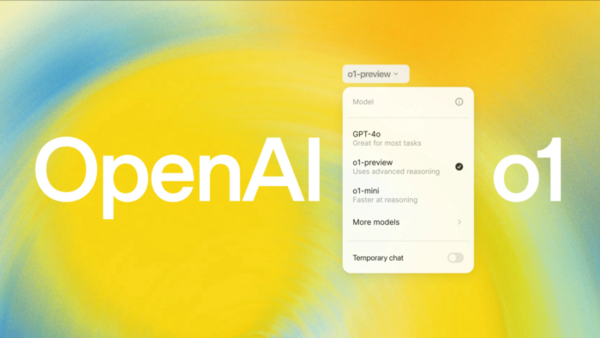 OpenAI
o1
o1-preview
Model
GPT-4o
Great for most tasks
o1-preview
Uses advanced reasoning
o1-mini
Faster at reasoning
More models
Temporary chat